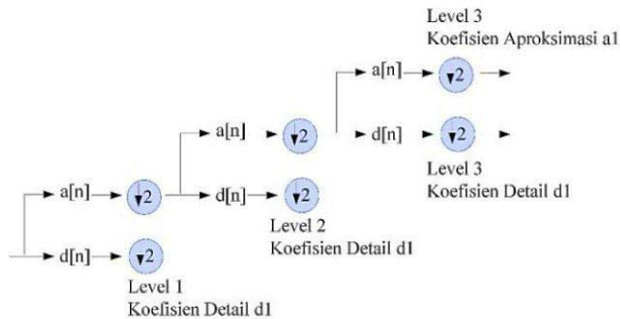 Level 3
Koefisien Aproksimasi a1
a[n]
2
a[n]
2
d[n]
2
Level 3
Koefisien Detail d1
a[n]
2
d[n]
2
Level 2
Koefisien Detail d1
d[n]
2
Level 1
Koefisien Detail d1